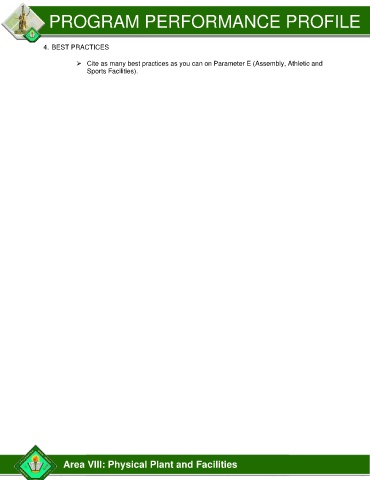 PROGRAM PERFORMANCE PROFILE
4. BEST PRACTICES
➢ Cite as many best practices as you can on Parameter E (Assembly, Athletic and
Sports Facilities).
Area VIII: Physical Plant and Facilities